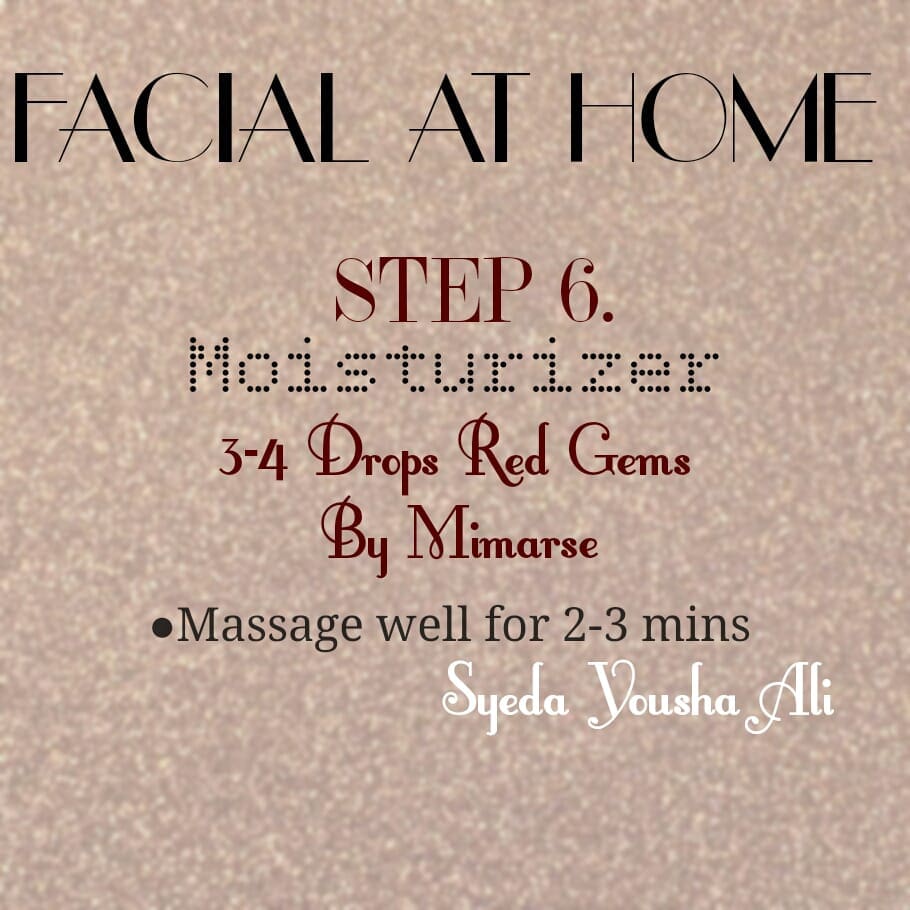 FACIAL AT HOME
STEP 6.
Moisturizer
3-4 Drops Red Gems
By Mimarse
●Massage well for 2-3 mins
Syeda Yousha Ali